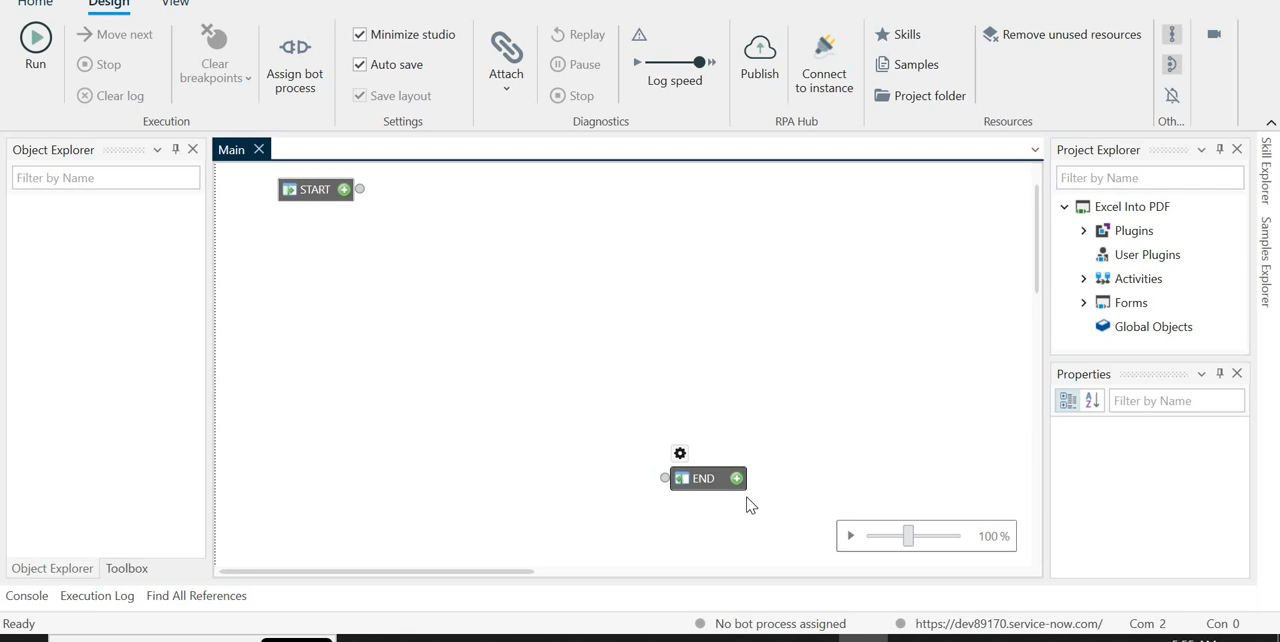 Home Design View
Run
Move next
Stop
Clear log
Clear
breakpoints
Assign bot
process
Execution
Minimize studio
Auto save
Save layout
Settings
Attach
Replay
Pause
Stop
Log speed
Diagnostics
Publish
Connect
to instance
RPA Hub
Skills
Samples
Project folder
Remove unused resources
Resources
Oth...
Object Explorer
Filter by Name
Main
START
END
100 %
Project Explorer
Filter by Name
Excel Into PDF
Plugins
User Plugins
Activities
Forms
Global Objects
Properties
A
Z
Filter by Name
Skill Explorer
Samples Explorer
Object Explorer Toolbox
Console Execution Log Find All References
Ready No bot process assigned https://dev89170.service-now.com/ Com 2 Con 0